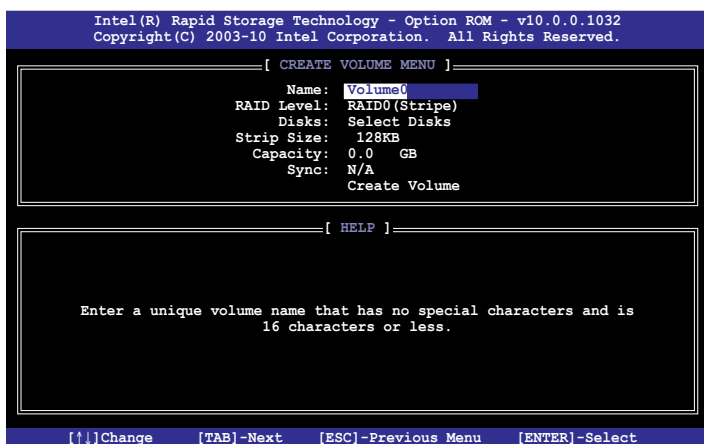 Intel(R) Rapid Storage Technology - Option ROM - v10.0.0.1032
Copyright(C) 2003-10 Intel Corporation. All Rights Reserved.
[ CREATE VOLUME MENU ]
Name: Volume0
RAID Level: RAID0(Stripe)
Disks: Select Disks
Strip Size: 128KB
Capacity: 0.0 GB
Sync: N/A
Create Volume
[ HELP ]
Enter a unique volume name that has no special characters and is
16 characters or less.
[↑↓]Change [TAB]-Next [ESC]-Previous Menu [ENTER]-Select